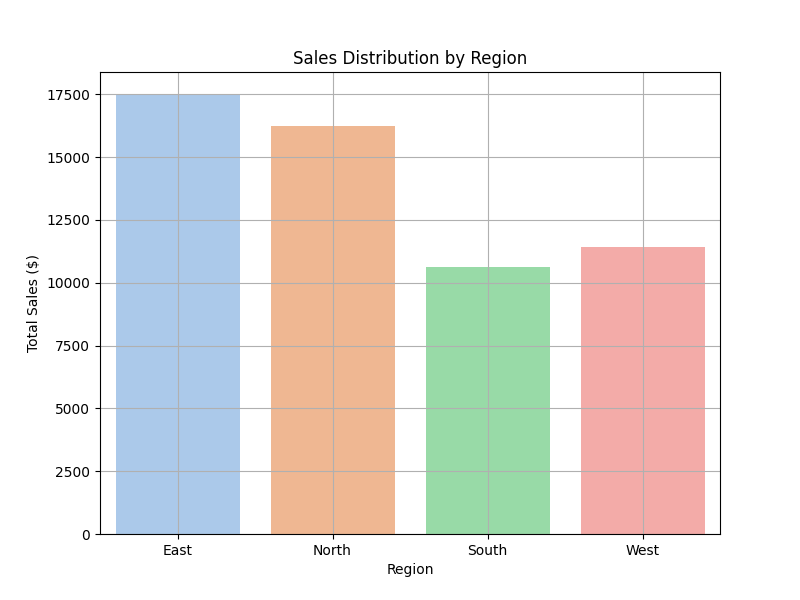 Sales Distribution by Region
Total Sales ($)
17500
15000
12500
10000
7500
5000
2500
0
East North South West
Region